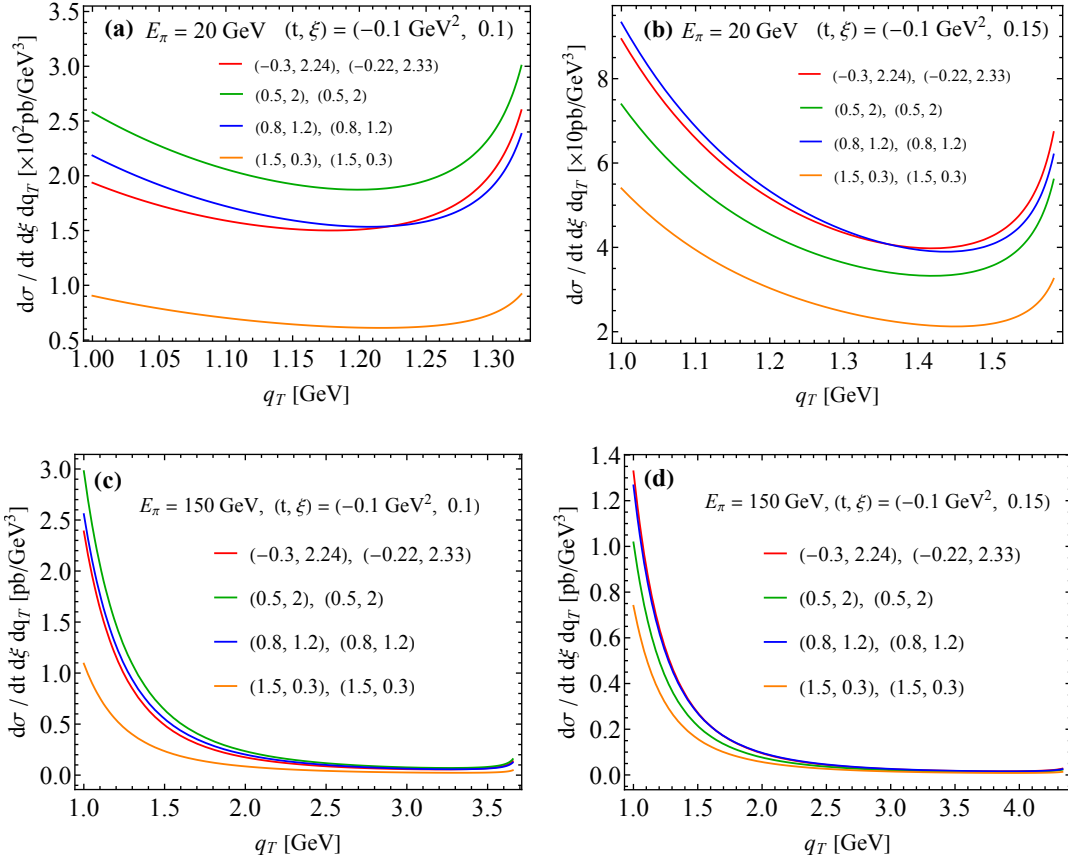 (a) E_π = 20 GeV (t, ξ) = (−0.1 GeV², 0.1)
(−0.3, 2.24), (−0.22, 2.33)
(0.5, 2), (0.5, 2)
(0.8, 1.2), (0.8, 1.2)
(1.5, 0.3), (1.5, 0.3)
dσ / dt dξ dq_T [×10²pb/GeV³]
3.0
2.5
2.0
1.5
1.0
0.5
1.00 1.05 1.10 1.15 1.20 1.25 1.30
q_T [GeV]
(b) E_π = 20 GeV (t, ξ) = (−0.1 GeV², 0.15)
(−0.3, 2.24), (−0.22, 2.33)
(0.5, 2), (0.5, 2)
(0.8, 1.2), (0.8, 1.2)
(1.5, 0.3), (1.5, 0.3)
dσ / dt dξ dq_T [×10pb/GeV³]
8
6
4
2
1.0 1.1 1.2 1.3 1.4 1.5
q_T [GeV]
(c)
E_π = 150 GeV, (t, ξ) = (−0.1 GeV², 0.1)
(−0.3, 2.24), (−0.22, 2.33)
(0.5, 2), (0.5, 2)
(0.8, 1.2), (0.8, 1.2)
(1.5, 0.3), (1.5, 0.3)
dσ / dt dξ dq_T [pb/GeV³]
3.0
2.5
2.0
1.5
1.0
0.5
0.0
1.0 1.5 2.0 2.5 3.0 3.5
q_T [GeV]
(d)
E_π = 150 GeV, (t, ξ) = (−0.1 GeV², 0.15)
(−0.3, 2.24), (−0.22, 2.33)
(0.5, 2), (0.5, 2)
(0.8, 1.2), (0.8, 1.2)
(1.5, 0.3), (1.5, 0.3)
dσ / dt dξ dq_T [pb/GeV³]
1.4
1.2
1.0
0.8
0.6
0.4
0.2
0.0
1.0 1.5 2.0 2.5 3.0 3.5 4.0
q_T [GeV]